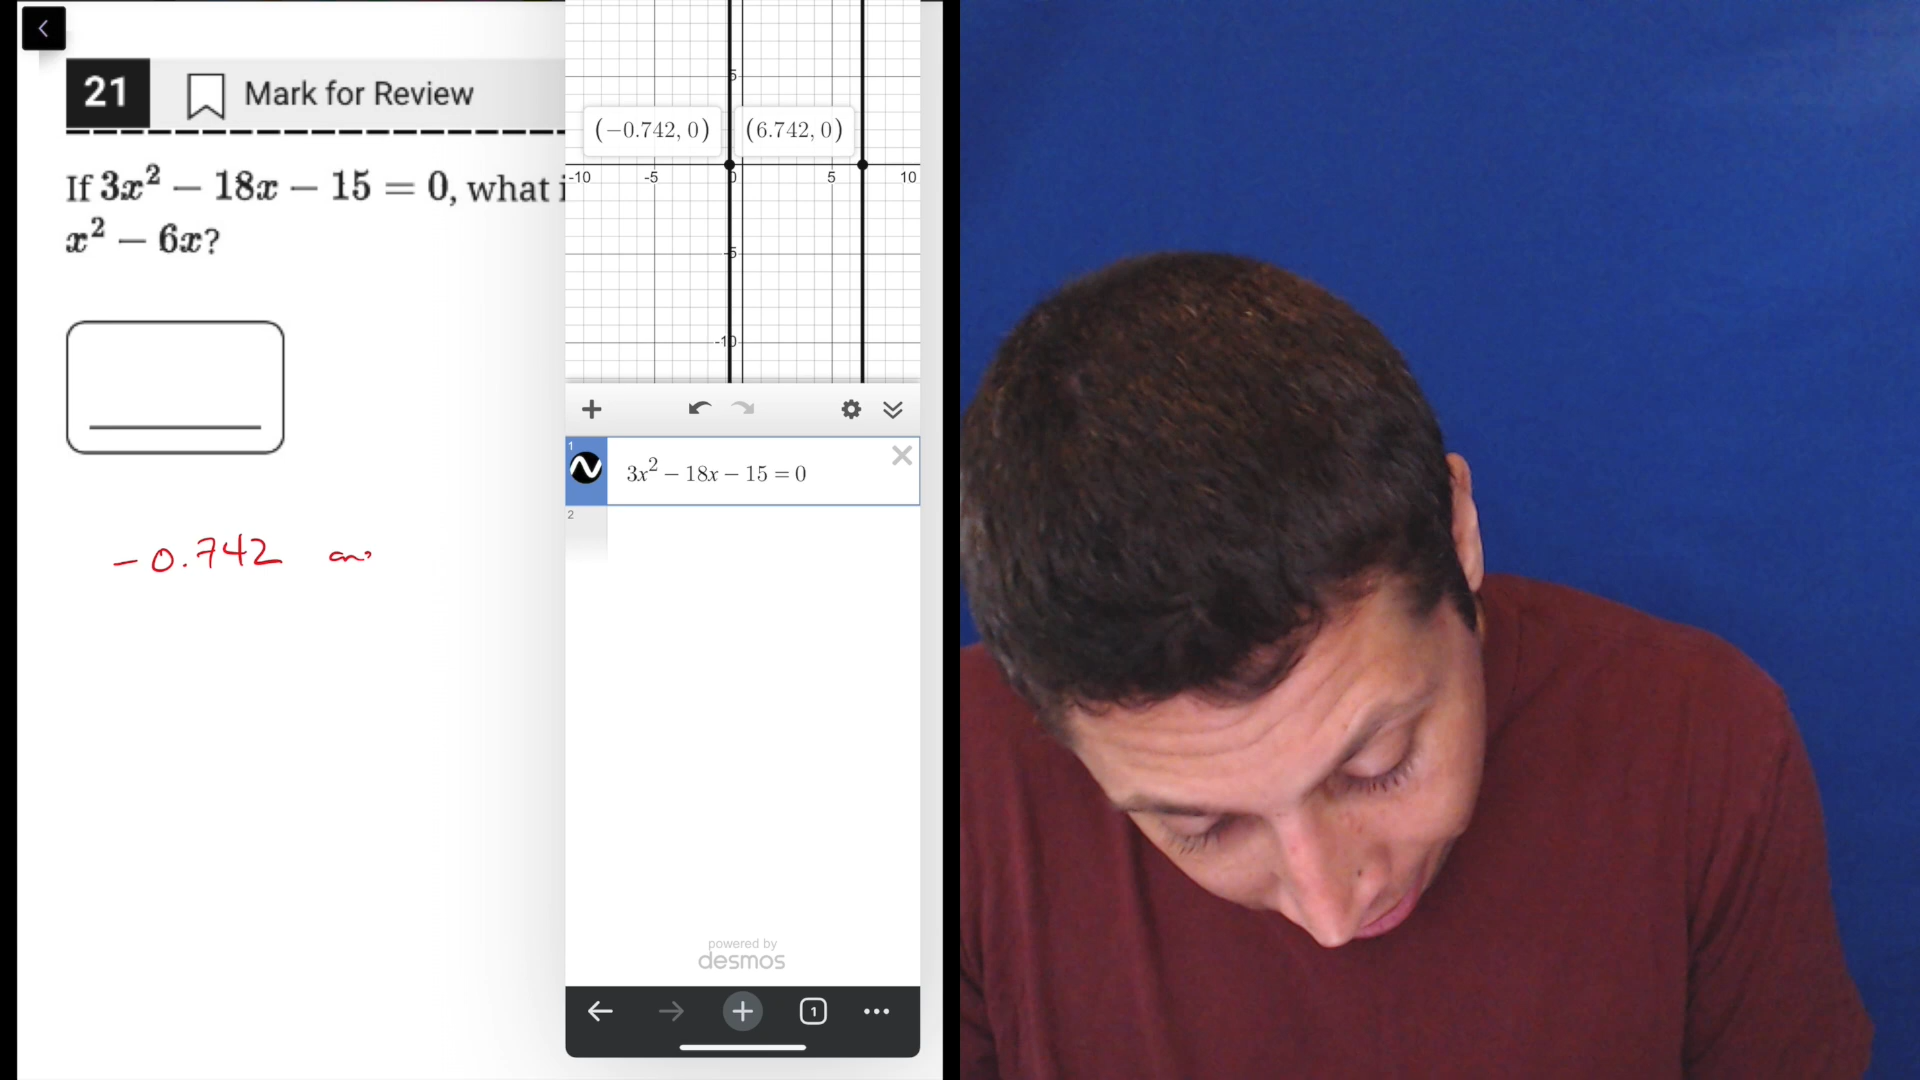 21 Mark for Review
If 3x² − 18x − 15 = 0, what
x² − 6x?
−0.742
(−0.742, 0) (6.742, 0)
5
-10 -5 0 5 10
-5
-10
1
3x² − 18x − 15 = 0
2
powered by
desmos
1